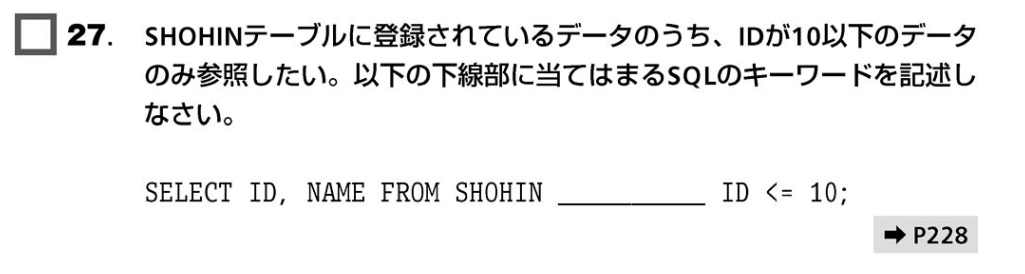 27. SHOHINテーブルに登録されているデータのうち、IDが10以下のデータ
のみ参照したい。以下の下線部に当てはまるSQLのキーワードを記述し
なさい。
SELECT ID, NAME FROM SHOHIN __________ ID <= 10;
➡ P228